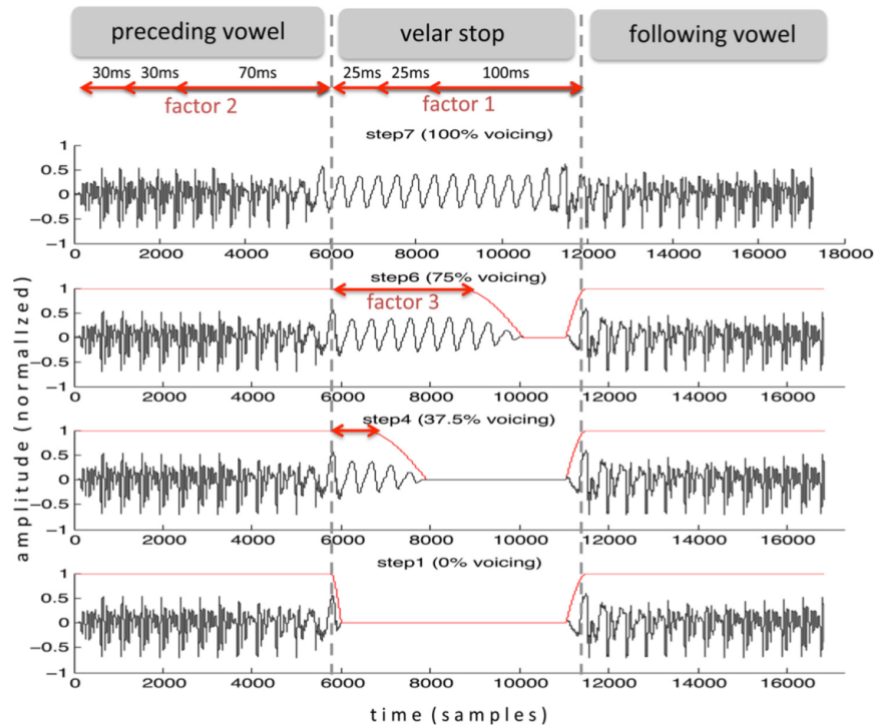 preceding vowel velar stop following vowel
30ms 30ms 70ms 25ms 25ms 100ms
factor 2 factor 1
step7 (100% voicing)
1
0.5
0
−0.5
−1
0 2000 4000 6000 8000 10000 12000 14000 16000 18000
step6 (75% voicing)
factor 3
1
0.5
0
−0.5
−1
0 2000 4000 6000 8000 10000 12000 14000 16000
step4 (37.5% voicing)
1
0.5
0
−0.5
−1
0 2000 4000 6000 8000 10000 12000 14000 16000
step1 (0% voicing)
1
0.5
0
−0.5
−1
0 2000 4000 6000 8000 10000 12000 14000 16000
amplitude (normalized)
time (samples)